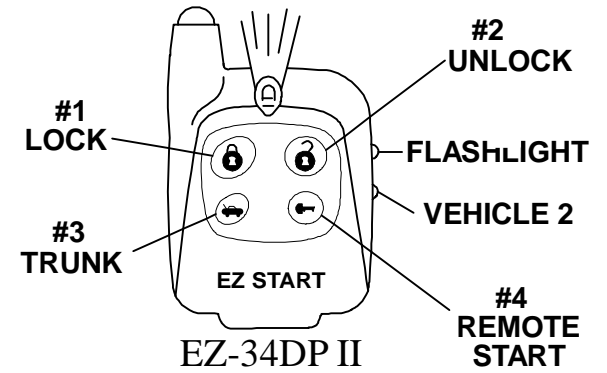 #1
LOCK
#2
UNLOCK
FLASHLIGHT
VEHICLE 2
#3
TRUNK
EZ START
#4
REMOTE
START
EZ-34DP II